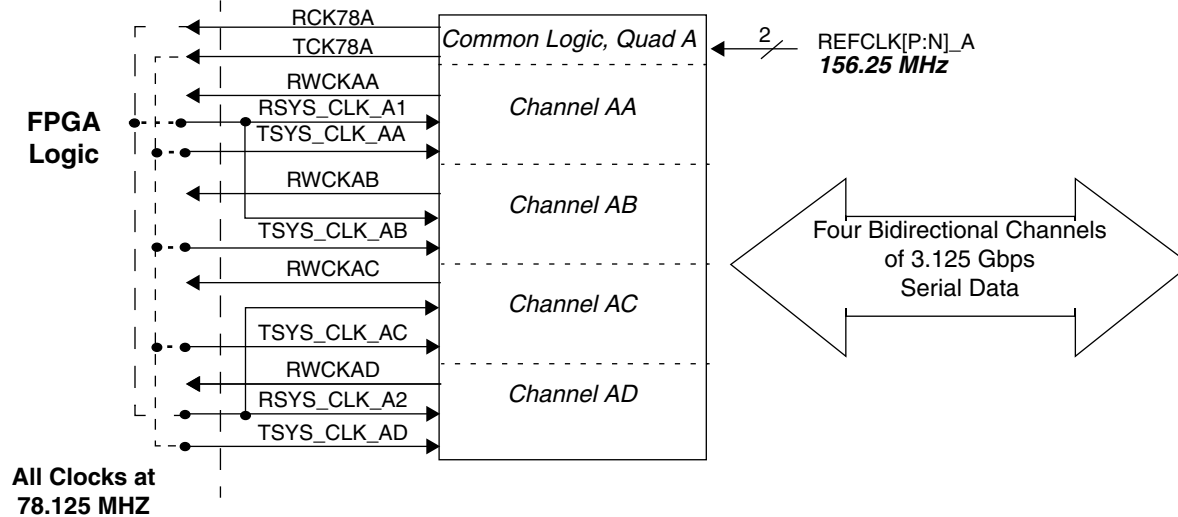 RCK78A
TCK78A
RWCKAA
RSYS_CLK_A1
TSYS_CLK_AA
RWCKAB
TSYS_CLK_AB
RWCKAC
TSYS_CLK_AC
RWCKAD
RSYS_CLK_A2
TSYS_CLK_AD
FPGA
Logic
All Clocks at
78.125 MHZ
Common Logic, Quad A
Channel AA
Channel AB
Channel AC
Channel AD
2
REFCLK[P:N]_A
156.25 MHz
Four Bidirectional Channels
of 3.125 Gbps
Serial Data